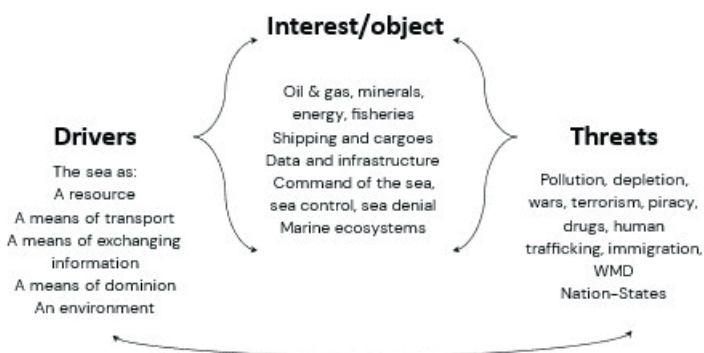 Interest/object
Oil & gas, minerals,
energy, fisheries
Shipping and cargoes
Data and infrastructure
Command of the sea,
sea control, sea denial
Marine ecosystems
Drivers
The sea as:
A resource
A means of transport
A means of exchanging
information
A means of dominion
An environment
Threats
Pollution, depletion,
wars, terrorism, piracy,
drugs, human
trafficking, immigration,
WMD
Nation-States